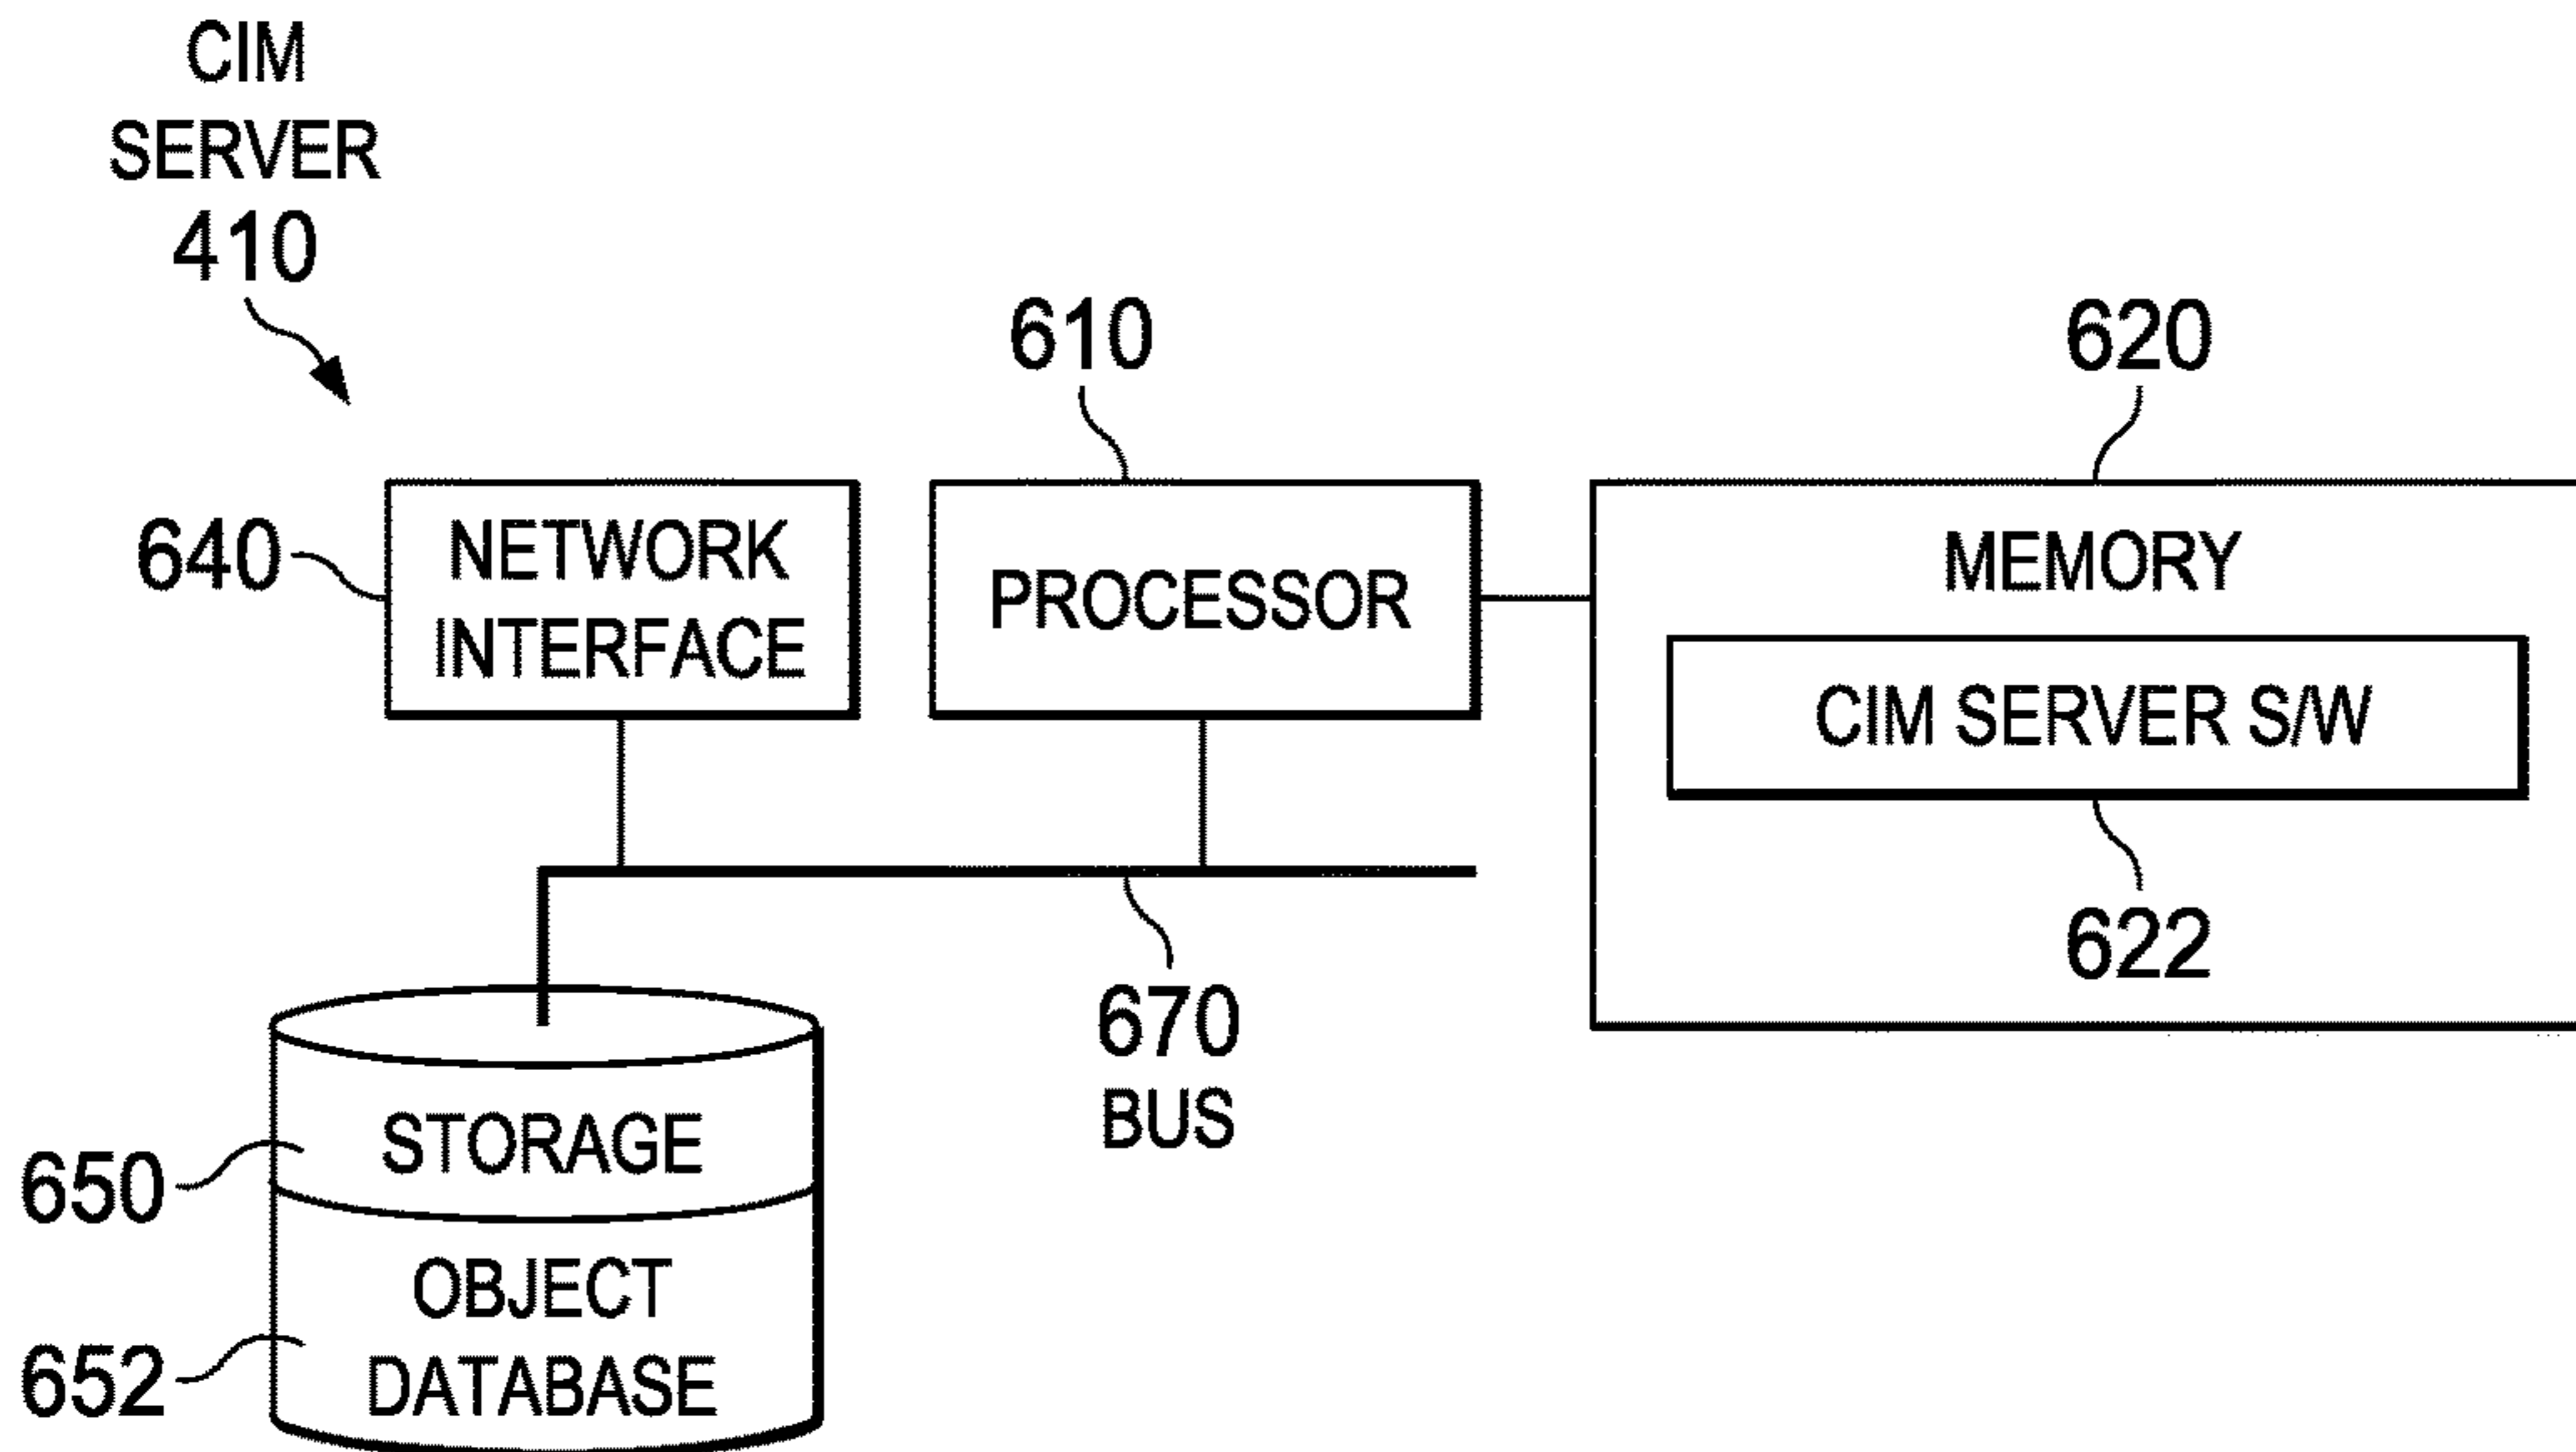 CIM
SERVER
410
610
620
640
NETWORK
INTERFACE
PROCESSOR
MEMORY
CIM SERVER S/W
622
670
BUS
650
STORAGE
652
OBJECT
DATABASE